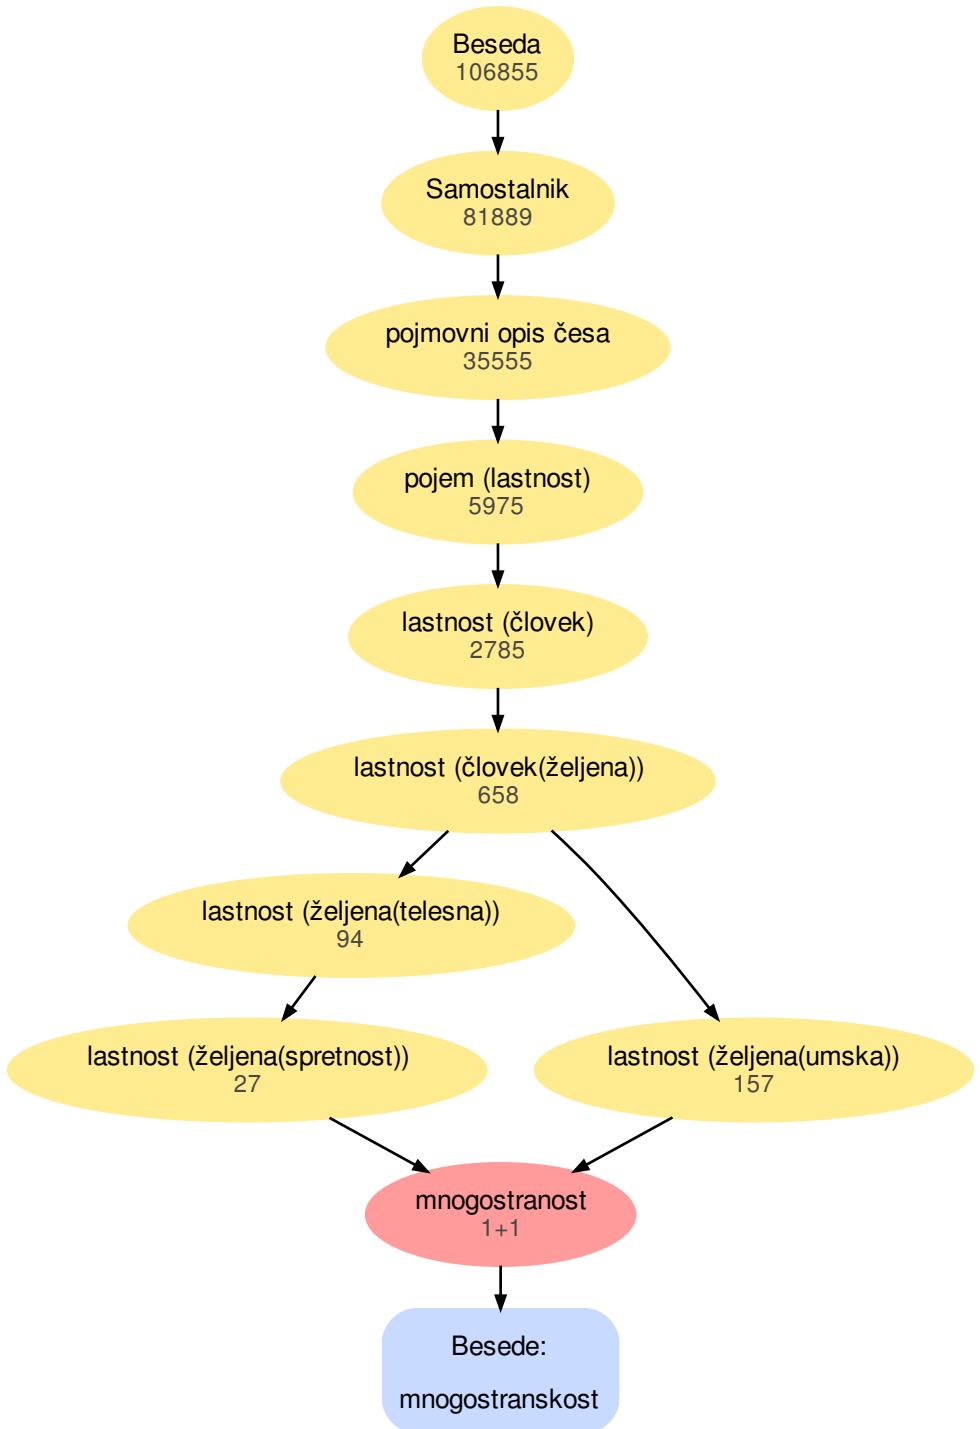 Beseda
106855
Samostalnik
81889
pojmovni opis česa
35555
pojem (lastnost)
5975
lastnost (človek)
2785
lastnost (človek(željena))
658
lastnost (željena(telesna))
94
lastnost (željena(spretnost))
27
lastnost (željena(umska))
157
mnogostranost
1+1
Besede:
mnogostranskost